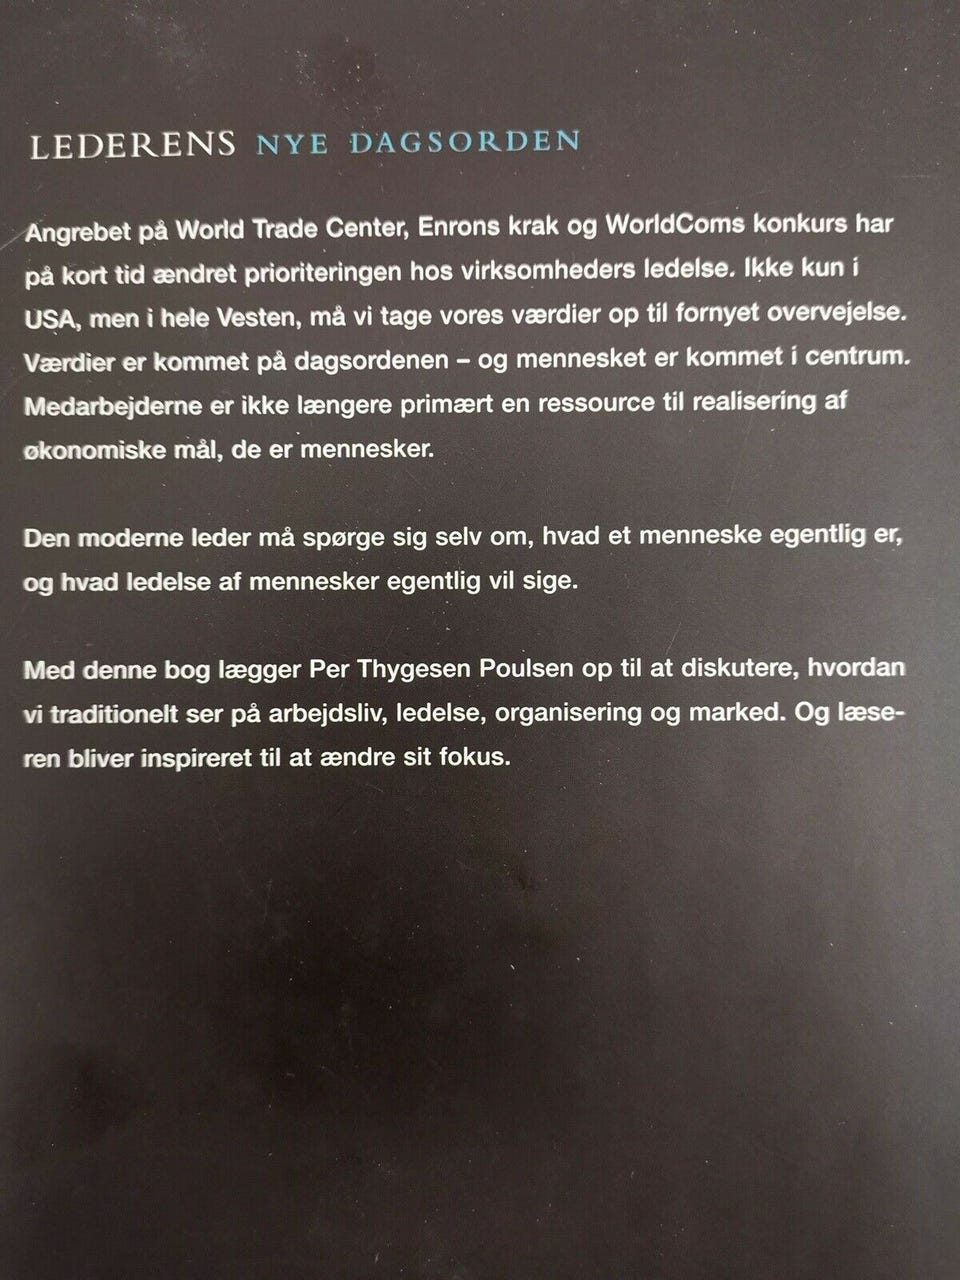 LEDERENS NYE DAGSORDEN
Angrebet på World Trade Center, Enrons krak og WorldComs konkurs har
på kort tid ændret prioriteringen hos virksomheders ledelse. Ikke kun i
USA, men i hele Vesten, må vi tage vores værdier op til fornyet overvejelse.
Værdier er kommet på dagsordenen – og mennesket er kommet i centrum.
Medarbejderne er ikke længere primært en ressource til realisering af
økonomiske mål, de er mennesker.
Den moderne leder må spørge sig selv om, hvad et menneske egentlig er,
og hvad ledelse af mennesker egentlig vil sige.
Med denne bog lægger Per Thygesen Poulsen op til at diskutere, hvordan
vi traditionelt ser på arbejdsliv, ledelse, organisering og marked. Og læse-
ren bliver inspireret til at ændre sit fokus.